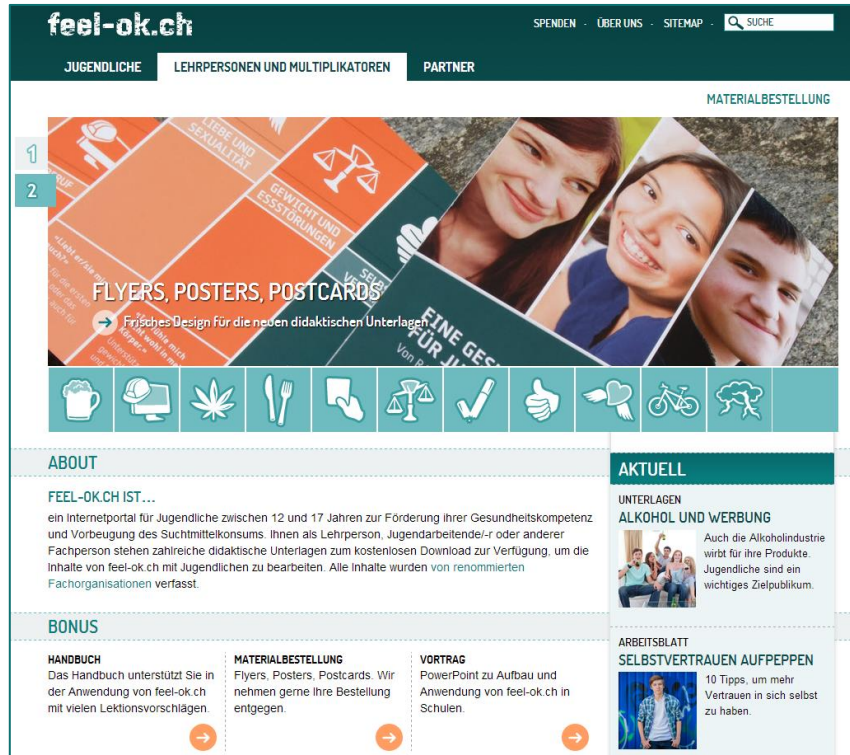 feel-ok.ch
SPENDEN - ÜBER UNS - SITEMAP - SUCHE
JUGENDLICHE LEHRPERSONEN UND MULTIPLIKATOREN PARTNER
MATERIALBESTELLUNG
1
2
LIEBE UND
SEXUALITÄT
GEWICHT UND
ESSSTÖRUNGEN
FLYERS, POSTERS, POSTCARDS
Frisches Design für die neuen didaktischen Unterlagen
ABOUT
FEEL-OK.CH IST...
ein Internetportal für Jugendliche zwischen 12 und 17 Jahren zur Förderung ihrer Gesundheitskompetenz
und Vorbeugung des Suchtmittelkonsums. Ihnen als Lehrperson, Jugendarbeitende/-r oder anderer
Fachperson stehen zahlreiche didaktische Unterlagen zum kostenlosen Download zur Verfügung, um die
Inhalte von feel-ok.ch mit Jugendlichen zu bearbeiten. Alle Inhalte wurden von renommierten
Fachorganisationen verfasst.
BONUS
HANDBUCH
Das Handbuch unterstützt Sie in
der Anwendung von feel-ok.ch
mit vielen Lektionsvorschlägen.
MATERIALBESTELLUNG
Flyers, Posters, Postcards. Wir
nehmen gerne Ihre Bestellung
entgegen.
VORTRAG
PowerPoint zu Aufbau und
Anwendung von feel-ok.ch in
Schulen.
AKTUELL
UNTERLAGEN
ALKOHOL UND WERBUNG
Auch die Alkoholindustrie
wirbt für ihre Produkte.
Jugendliche sind ein
wichtiges Zielpublikum.
ARBEITSBLATT
SELBSTVERTRAUEN AUFPEPPEN
10 Tipps, um mehr
Vertrauen in sich selbst
zu haben.